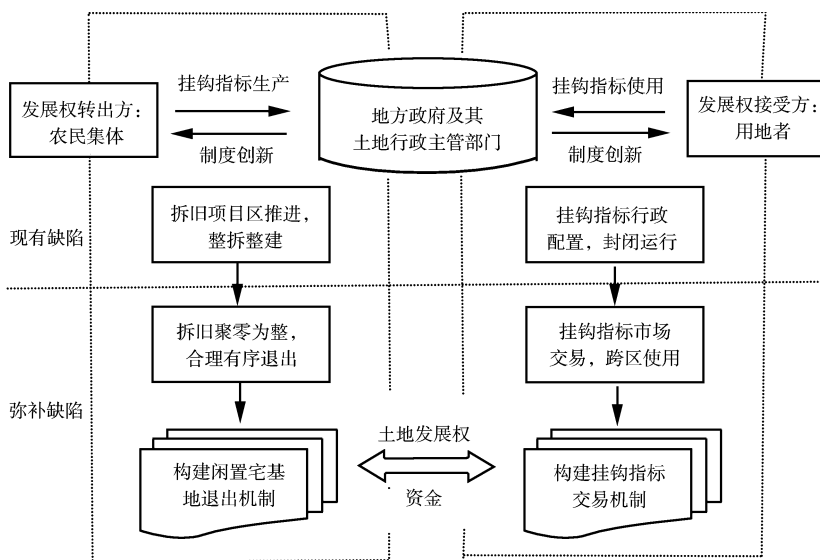 挂钩指标生产
挂钩指标使用
发展权转出方：
农民集体
地方政府及其
土地行政主管部门
发展权接受方：
用地者
制度创新
制度创新
现有缺陷
拆旧项目区推进，
整拆整建
挂钩指标行政
配置，封闭运行
弥补缺陷
拆旧聚零为整，
合理有序退出
挂钩指标市场
交易，跨区使用
土地发展权
构建闲置宅基
地退出机制
资金
构建挂钩指标
交易机制